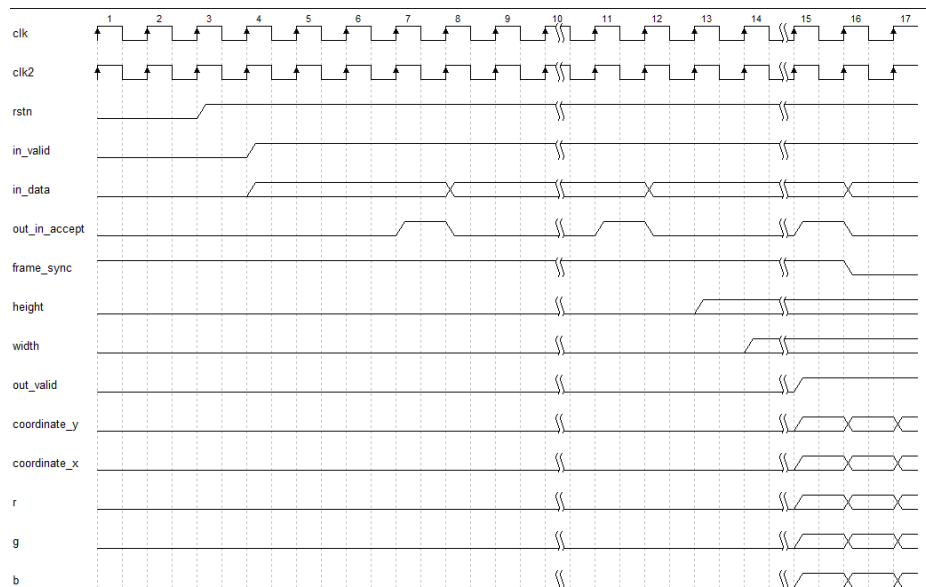 1 2 3 4 5 6 7 8 9 10 11 12 13 14 15 16 17
clk
clk2
rstn
in_valid
in_data
out_in_accept
frame_sync
height
width
out_valid
coordinate_y
coordinate_x
r
g
b